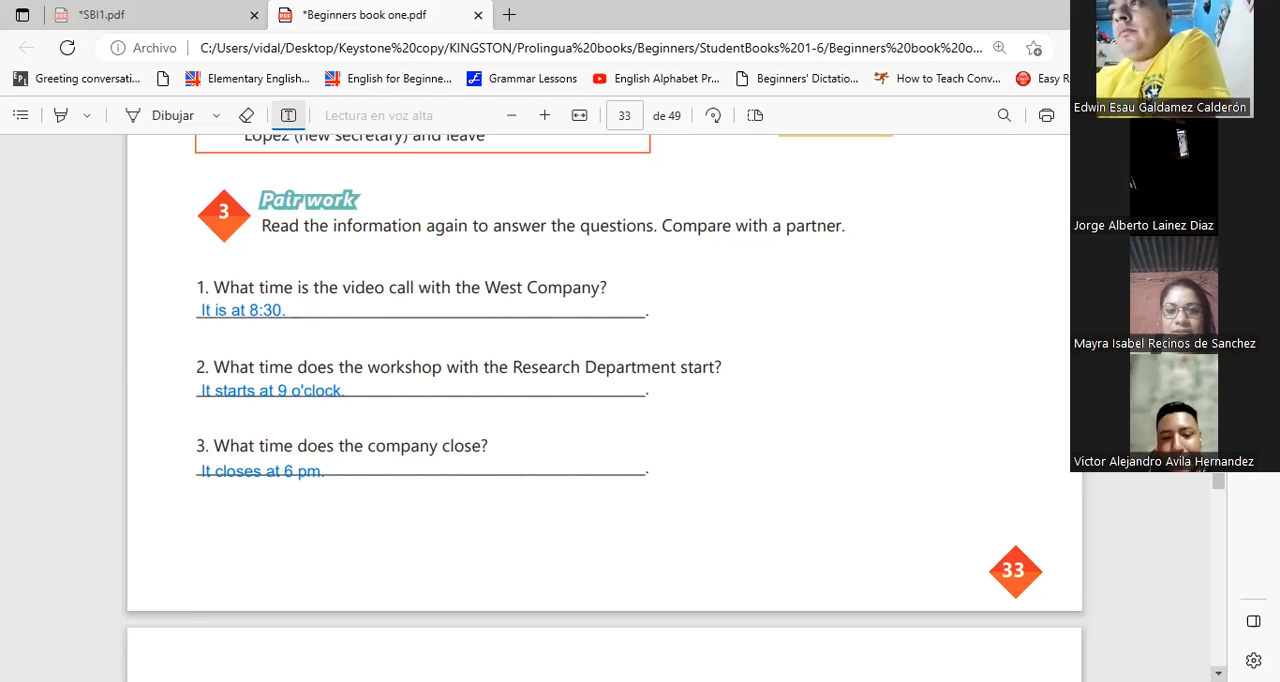 *SBI1.pdf
*Beginners book one.pdf
Archivo
C:/Users/vidal/Desktop/Keystone%20copy/KINGSTON/Prolingua%20books/Beginners/StudentBooks%201-6/Beginners%20book%20o...
Greeting conversati...
Elementary English...
English for Beginne...
Grammar Lessons
English Alphabet Pr...
Beginners' Dictatio...
How to Teach Conv...
Easy R
Dibujar
Lectura en voz alta
33 de 49
Lopez (new secretary) and leave
3 Pair work
Read the information again to answer the questions. Compare with a partner.
1. What time is the video call with the West Company?
It is at 8:30.
2. What time does the workshop with the Research Department start?
It starts at 9 o'clock.
3. What time does the company close?
It closes at 6 pm.
33
Edwin Esau Galdamez Calderón
Jorge Alberto Lainez Diaz
Mayra Isabel Recinos de Sanchez
Victor Alejandro Avila Hernandez